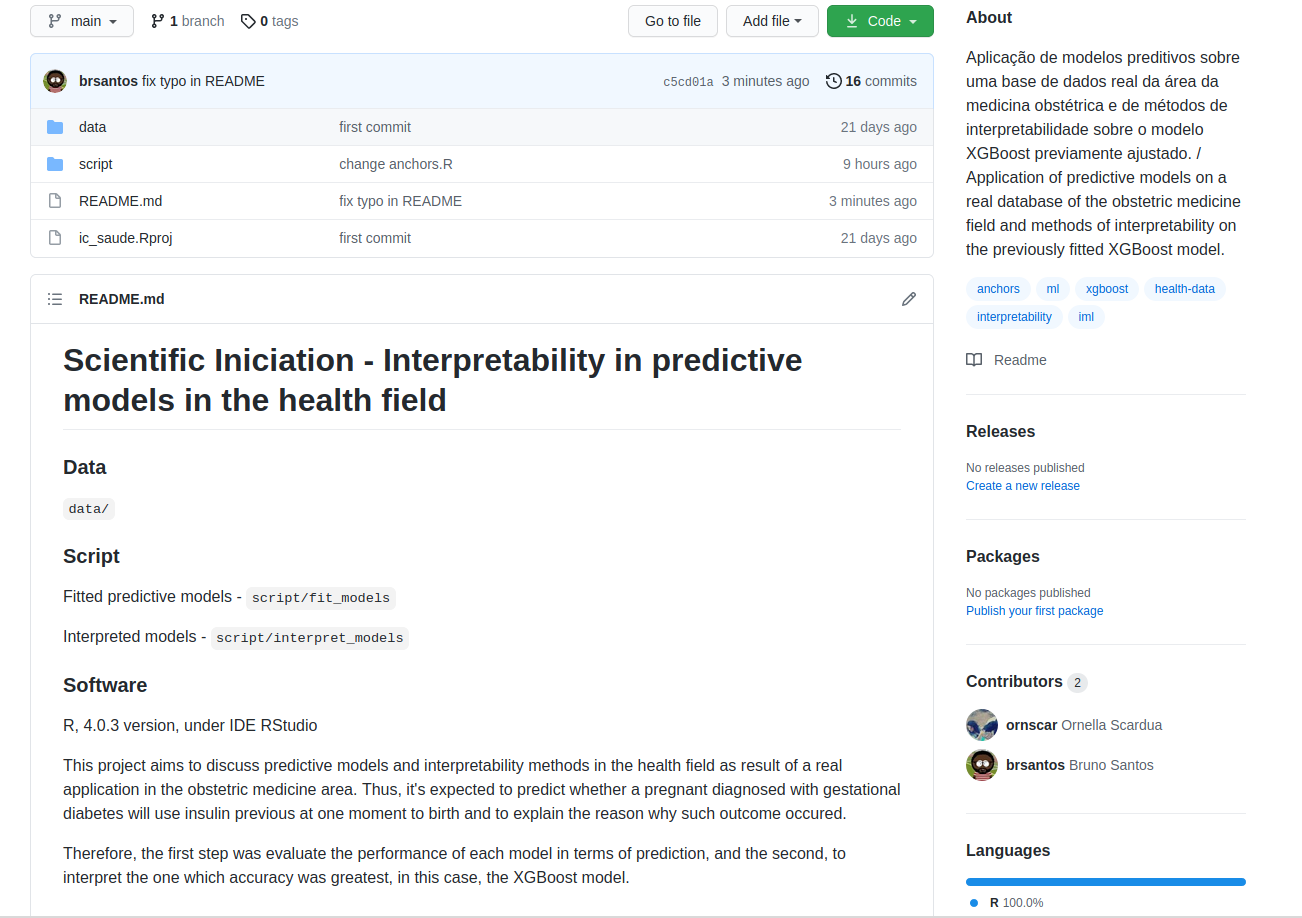 main 1 branch 0 tags Go to file Add file Code
brsantos fix typo in README c5cd01a 3 minutes ago 16 commits
data first commit 21 days ago
script change anchors.R 9 hours ago
README.md fix typo in README 3 minutes ago
ic_saude.Rproj first commit 21 days ago
README.md
Scientific Iniciation - Interpretability in predictive
models in the health field
Data
data/
Script
Fitted predictive models - script/fit_models
Interpreted models - script/interpret_models
Software
R, 4.0.3 version, under IDE RStudio
This project aims to discuss predictive models and interpretability methods in the health field as result of a real
application in the obstetric medicine area. Thus, it's expected to predict whether a pregnant diagnosed with gestational
diabetes will use insulin previous at one moment to birth and to explain the reason why such outcome occured.
Therefore, the first step was evaluate the performance of each model in terms of prediction, and the second, to
interpret the one which accuracy was greatest, in this case, the XGBoost model.
About
Aplicação de modelos preditivos sobre
uma base de dados real da área da
medicina obstétrica e de métodos de
interpretabilidade sobre o modelo
XGBoost previamente ajustado. /
Application of predictive models on a
real database of the obstetric medicine
field and methods of interpretability on
the previously fitted XGBoost model.
anchors ml xgboost health-data
interpretability iml
Readme
Releases
No releases published
Create a new release
Packages
No packages published
Publish your first package
Contributors 2
ornscar Ornella Scardua
brsantos Bruno Santos
Languages
R 100.0%